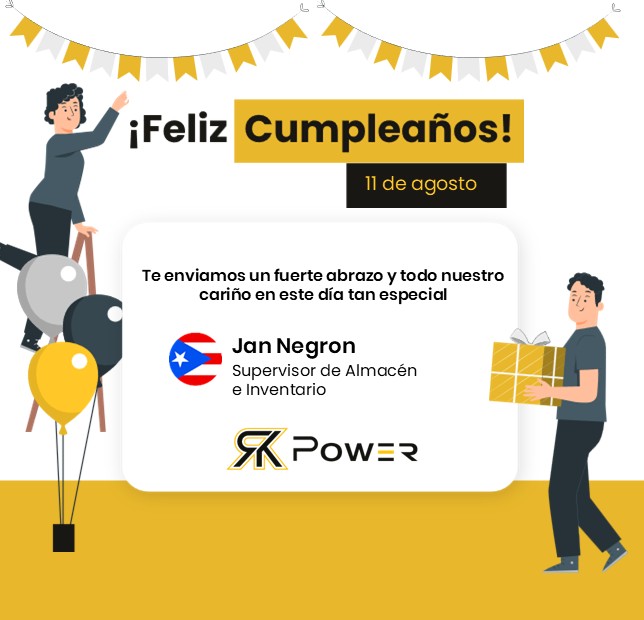 ¡Feliz Cumpleaños!
11 de agosto
Te enviamos un fuerte abrazo y todo nuestro
cariño en este día tan especial
Jan Negron
Supervisor de Almacén
e Inventario
RK Power